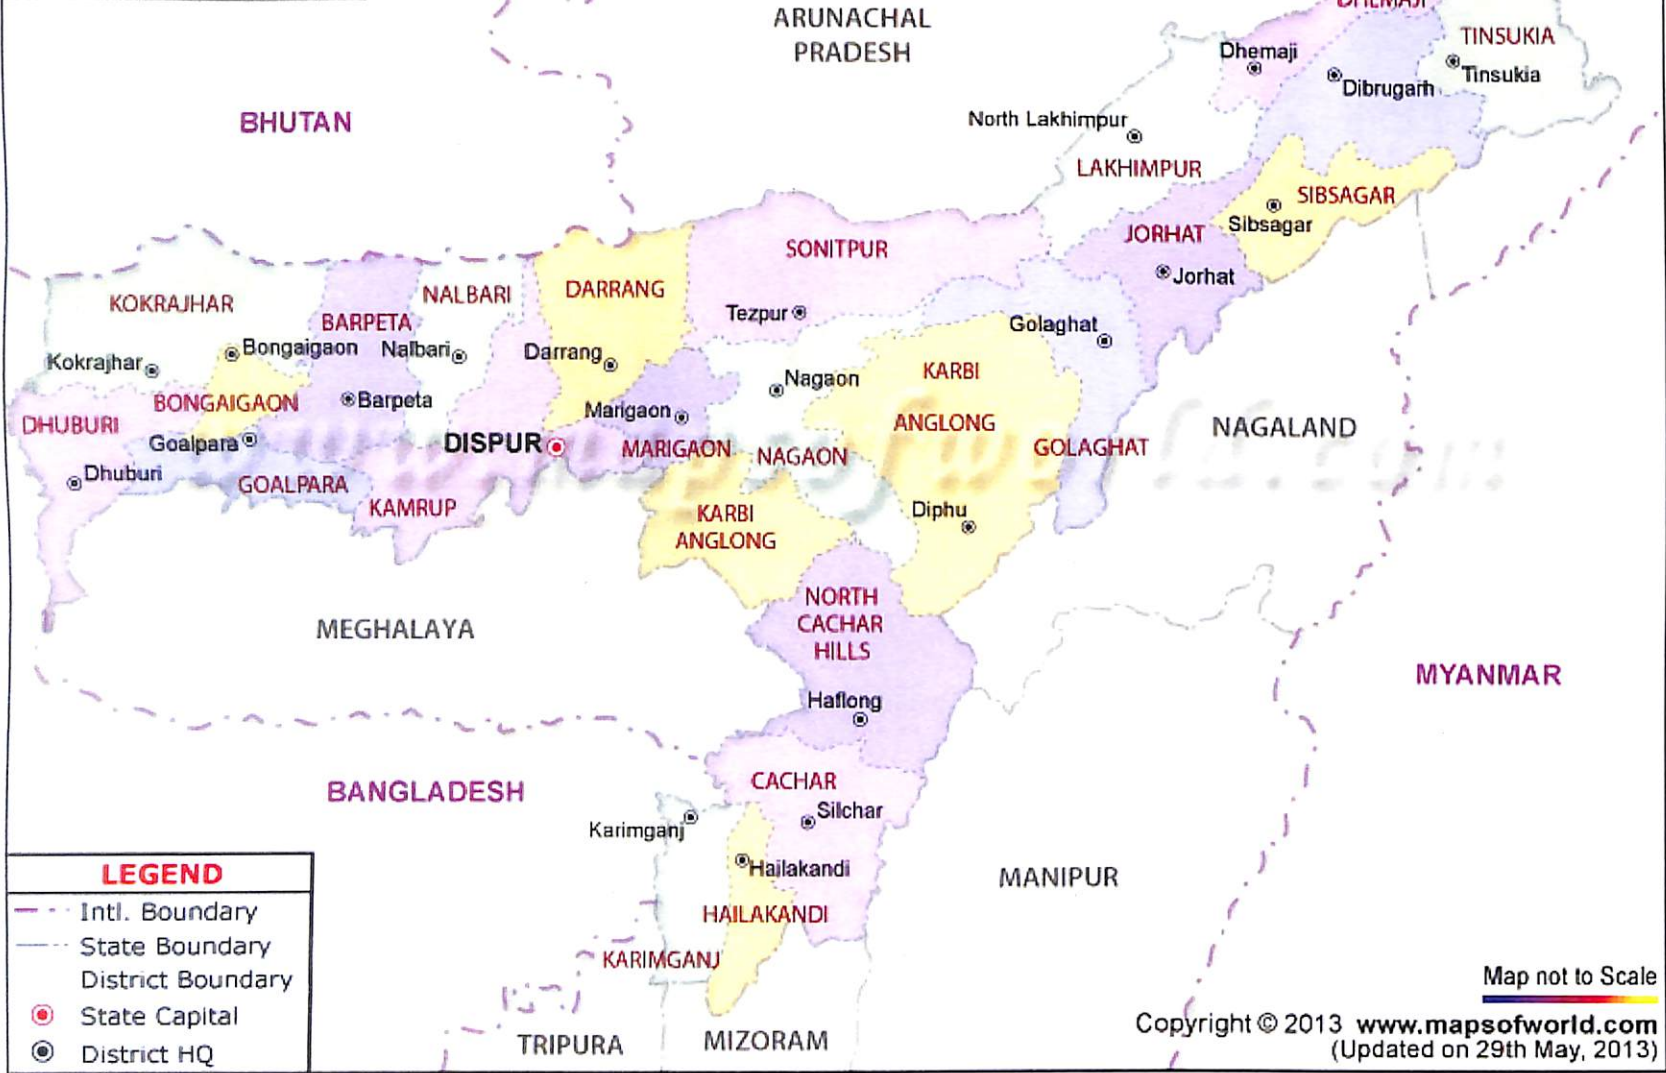 DHEMAJI
ARUNACHAL
PRADESH
TINSUKIA
Dhemaji
Tinsukia
Dibrugarh
BHUTAN
North Lakhimpur
LAKHIMPUR
SIBSAGAR
Sibsagar
JORHAT
Jorhat
SONITPUR
DARRANG
NALBARI
KOKRAJHAR
BARPETA
Tezpur
Golaghat
Bongaigaon
Nalbari
Darrang
Kokrajhar
KARBI
ANGLONG
Nagaon
Barpeta
BONGAIGAON
Marigaon
DHUBURI
NAGALAND
Goalpara
DISPUR
MARIGAON
NAGAON
GOLAGHAT
Dhuburi
GOALPARA
KAMRUP
Diphu
KARBI
ANGLONG
NORTH
CACHAR
HILLS
MEGHALAYA
MYANMAR
Haflong
CACHAR
BANGLADESH
Silchar
Karimganj
Hailakandi
MANIPUR
HAILAKANDI
KARIMGANJ
TRIPURA
MIZORAM
LEGEND
Intl. Boundary
State Boundary
District Boundary
State Capital
District HQ
Map not to Scale
Copyright © 2013 www.mapsofworld.com
(Updated on 29th May, 2013)